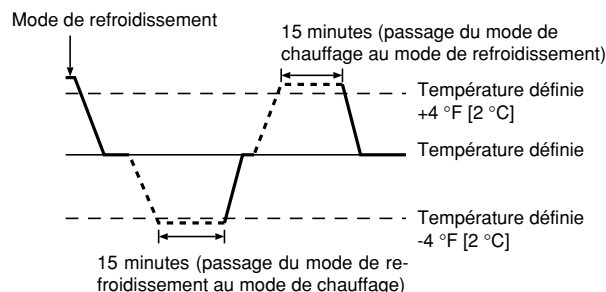 Mode de refroidissement
15 minutes (passage du mode de
chauffage au mode de refroidissement)
Température définie
+4 °F [2 °C]
Température définie
Température définie
-4 °F [2 °C]
15 minutes (passage du mode de re-
froidissement au mode de chauffage)